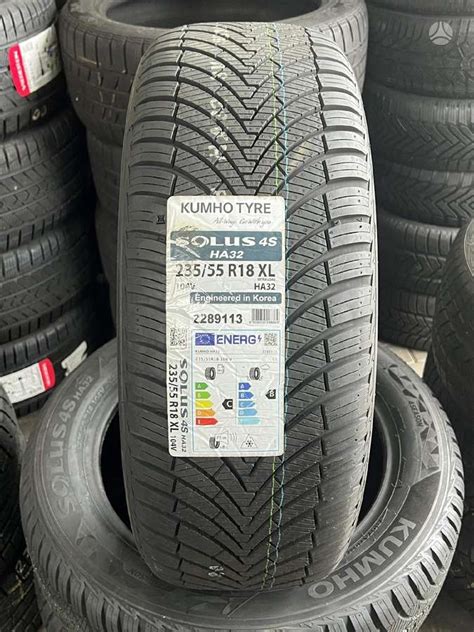 KUMHO TYRE
SOLUS 4S
HA32
235/55 R18 XL
104V HA32
Engineered in Korea
2289113
ENERG
C
B
SOLUS 4S HA32
235/55 R18 XL
104V
SOLUS
KUMHO